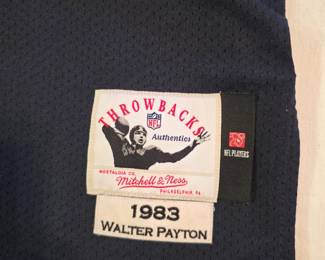 THROWBACKS
NFL
Authentics
NOSTALGIA CO.
Mitchell & Ness
PHILADELPHIA PA
NFL PLAYERS
1983
WALTER PAYTON